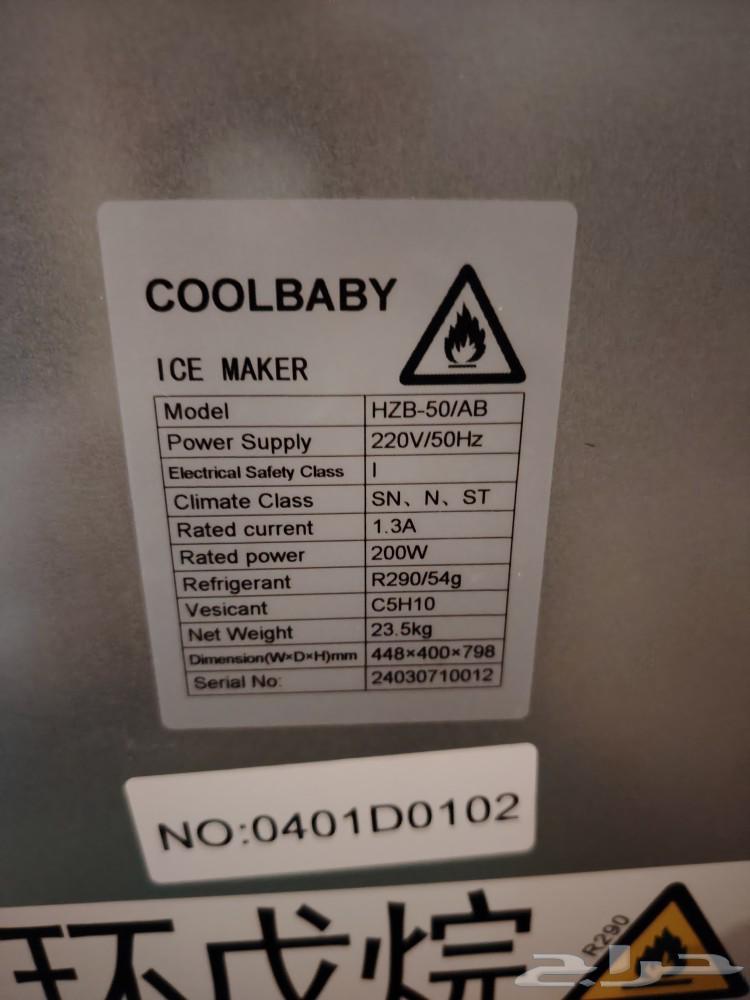 COOLBABY
ICE MAKER
Model HZB-50/AB
Power Supply 220V/50Hz
Electrical Safety Class I
Climate Class SN、N、ST
Rated current 1.3A
Rated power 200W
Refrigerant R290/54g
Vesicant C5H10
Net Weight 23.5kg
Dimension(W×D×H)mm 448×400×798
Serial No: 24030710012
NO:0401D0102
环戊烷
R290
حراج